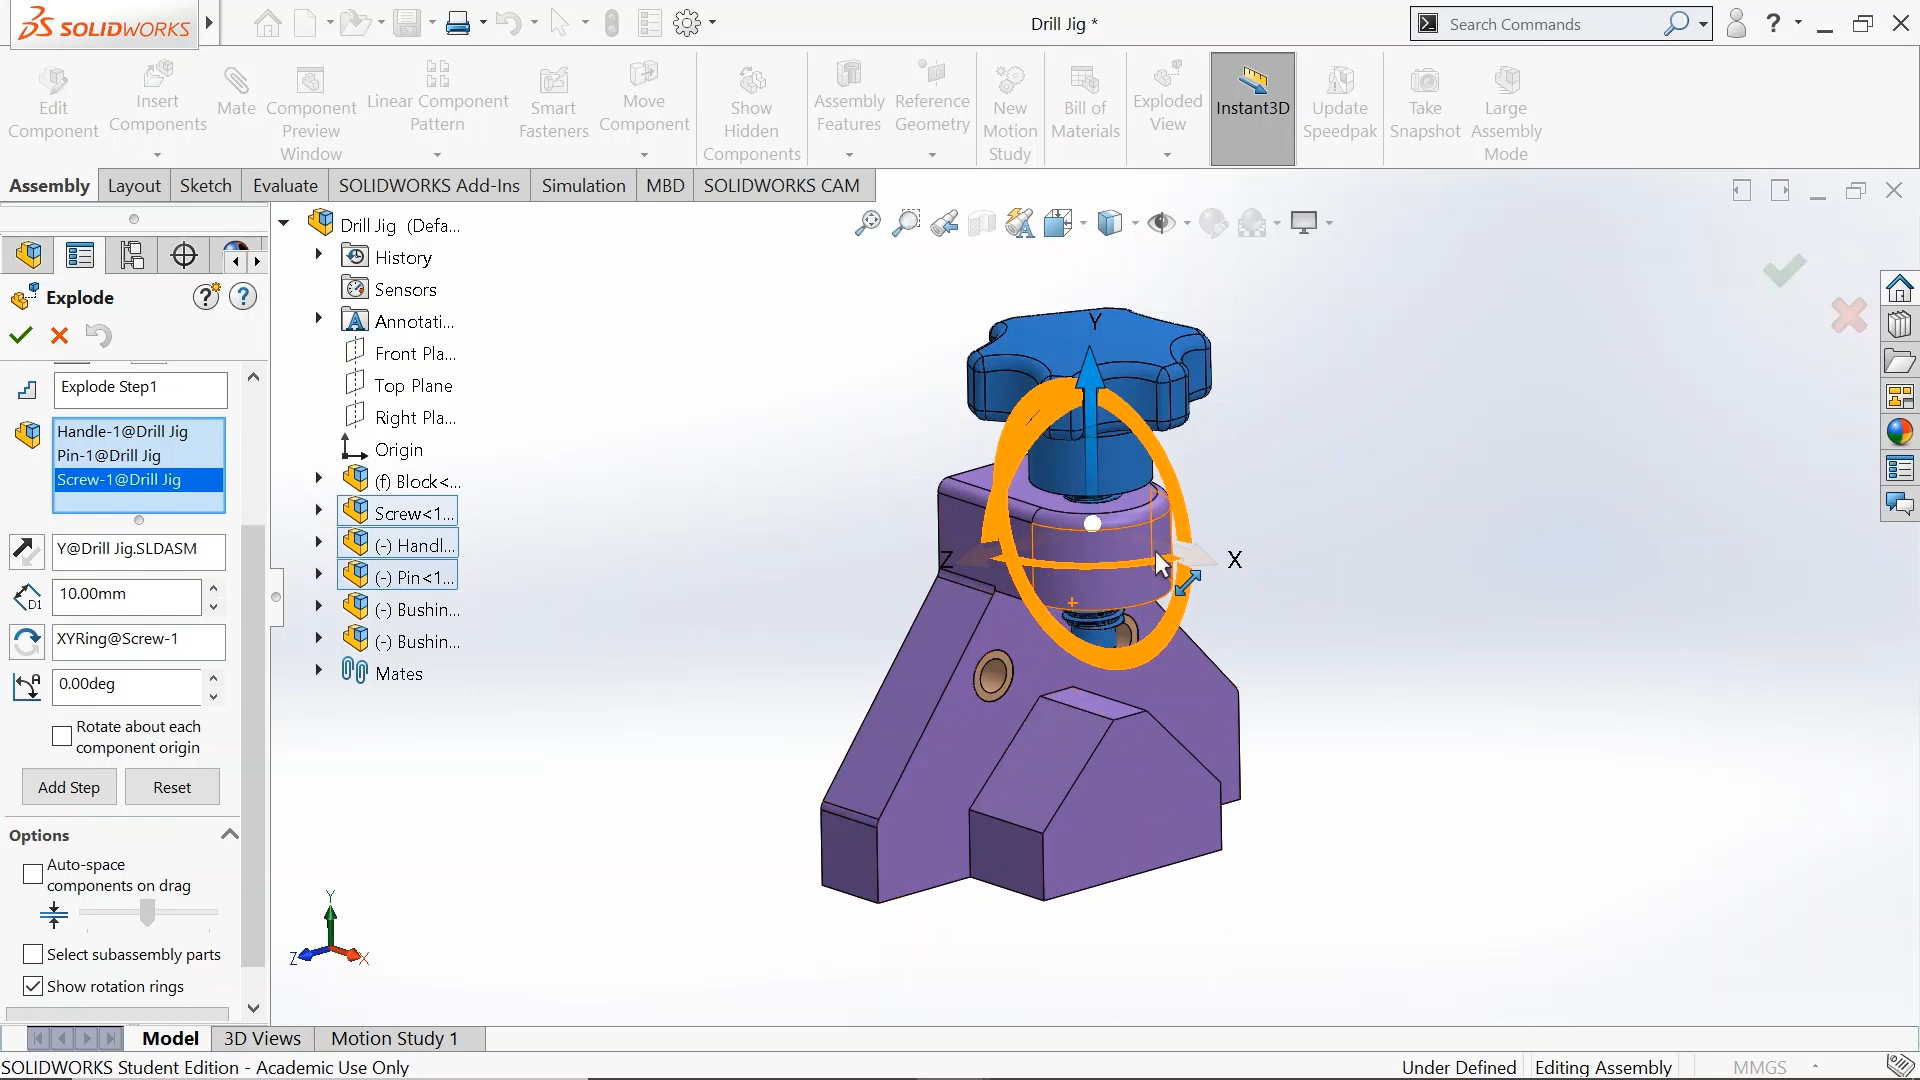 SOLIDWORKS
Drill Jig *
Search Commands
?
Edit Component
Insert Components
Mate
Component Preview Window
Linear Component Pattern
Smart Fasteners
Move Component
Show Hidden Components
Assembly Features
Reference Geometry
New Motion Study
Bill of Materials
Exploded View
Instant3D
Update Speedpak
Take Snapshot
Large Assembly Mode
Assembly
Layout
Sketch
Evaluate
SOLIDWORKS Add-Ins
Simulation
MBD
SOLIDWORKS CAM
Explode
? ?
Explode Step1
Handle-1@Drill Jig
Pin-1@Drill Jig
Screw-1@Drill Jig
Y@Drill Jig.SLDASM
D1
10.00mm
XYRing@Screw-1
A
0.00deg
Rotate about each
component origin
Add Step
Reset
Options
Auto-space
components on drag
Select subassembly parts
Show rotation rings
Drill Jig (Defa...
History
Sensors
Annotati...
Front Pla...
Top Plane
Right Pla...
Origin
(f) Block<...
Screw<1...
(-) Handl...
(-) Pin<1...
(-) Bushin...
(-) Bushin...
Mates
Y
Z
X
Y
Z
X
Model
3D Views
Motion Study 1
SOLIDWORKS Student Edition - Academic Use Only
Under Defined
Editing Assembly
MMGS